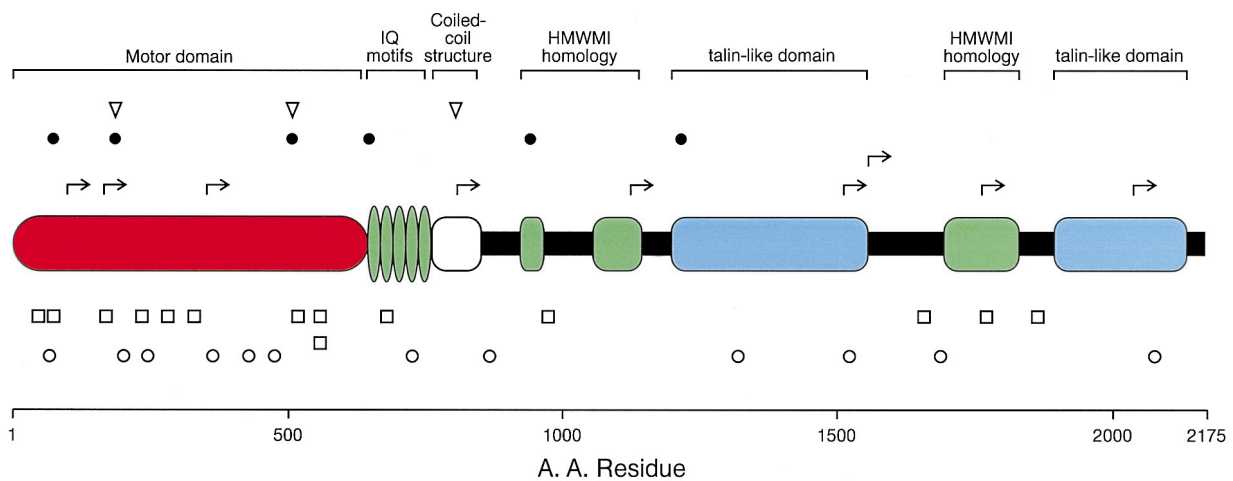 Motor domain
IQ
motifs
Coiled-
coil
structure
HMWMI
homology
talin-like domain
HMWMI
homology
talin-like domain
1
500
1000
1500
2000
2175
A. A. Residue